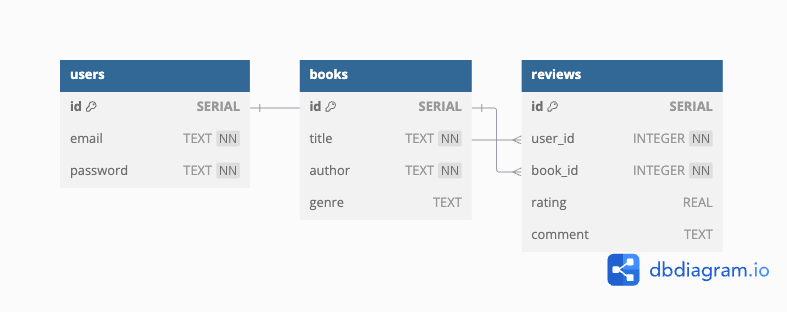 users
id SERIAL
email TEXT NN
password TEXT NN
books
id SERIAL
title TEXT NN
author TEXT NN
genre TEXT
reviews
id SERIAL
user_id INTEGER NN
book_id INTEGER NN
rating REAL
comment TEXT
dbdiagram.io